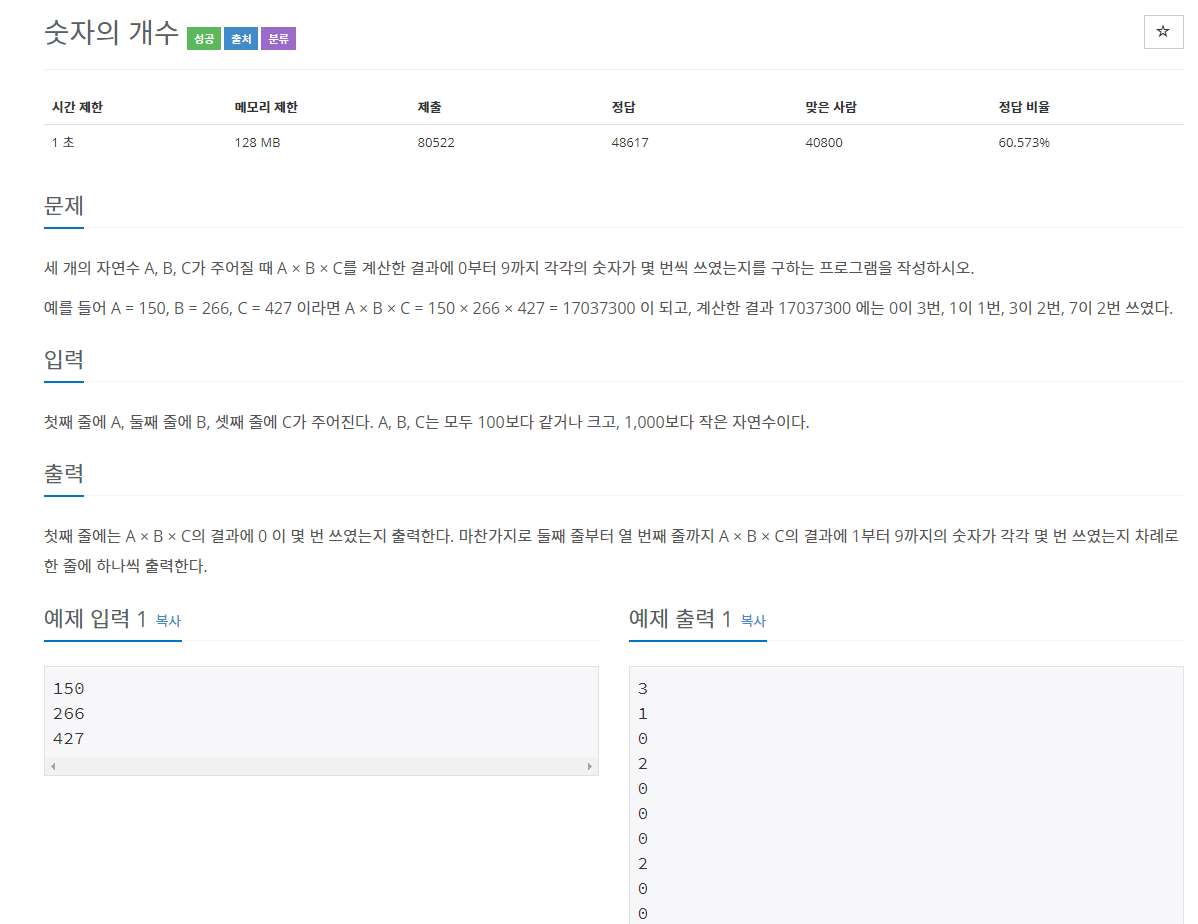 숫자의 개수 성공 출처 분류
☆
시간 제한 메모리 제한 제출 정답 맞은 사람 정답 비율
1 초 128 MB 80522 48617 40800 60.573%
문제
세 개의 자연수 A, B, C가 주어질 때 A × B × C를 계산한 결과에 0부터 9까지 각각의 숫자가 몇 번씩 쓰였는지를 구하는 프로그램을 작성하시오.
예를 들어 A = 150, B = 266, C = 427 이라면 A × B × C = 150 × 266 × 427 = 17037300 이 되고, 계산한 결과 17037300 에는 0이 3번, 1이 1번, 3이 2번, 7이 2번 쓰였다.
입력
첫째 줄에 A, 둘째 줄에 B, 셋째 줄에 C가 주어진다. A, B, C는 모두 100보다 같거나 크고, 1,000보다 작은 자연수이다.
출력
첫째 줄에는 A × B × C의 결과에 0 이 몇 번 쓰였는지 출력한다. 마찬가지로 둘째 줄부터 열 번째 줄까지 A × B × C의 결과에 1부터 9까지의 숫자가 각각 몇 번 쓰였는지 차례로
한 줄에 하나씩 출력한다.
예제 입력 1 복사
150
266
427
예제 출력 1 복사
3
1
0
2
0
0
0
2
0
0